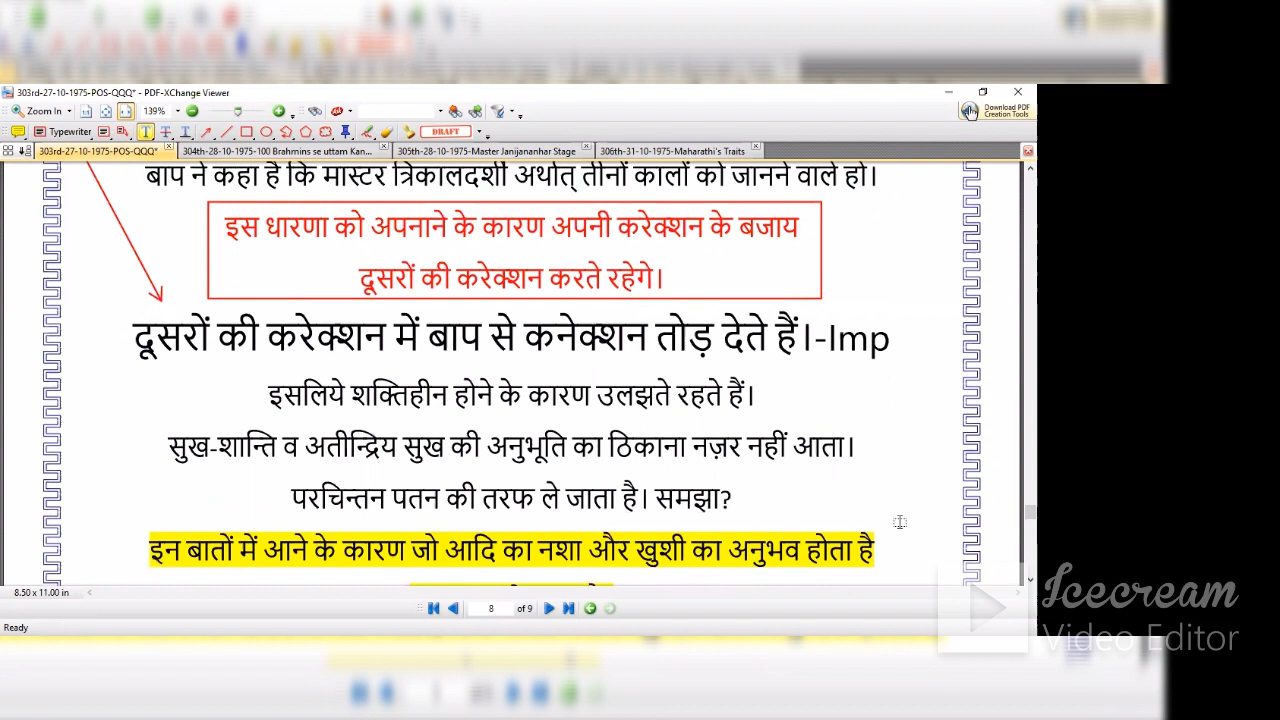 303rd-27-10-1975-POS-QQQ* - PDF-XChange Viewer
Zoom In
139%
Download PDF
Creation Tools
Typewriter
DRAFT
303rd-27-10-1975-POS-QQQ*
304th-28-10-1975-100 Brahmins se uttam Kan...
305th-28-10-1975-Master Janijananhar Stage
306th-31-10-1975-Maharathi's Traits
बाप ने कहा है कि मास्टर त्रिकालदर्शी अर्थात् तीनों कालों को जानने वाले हो।
इस धारणा को अपनाने के कारण अपनी करेक्शन के बजाय
दूसरों की करेक्शन करते रहेगे।
दूसरों की करेक्शन में बाप से कनेक्शन तोड़ देते हैं।-Imp
इसलिये शक्तिहीन होने के कारण उलझते रहते हैं।
सुख-शान्ति व अतीन्द्रिय सुख की अनुभूति का ठिकाना नज़र नहीं आता।
परचिन्तन पतन की तरफ ले जाता है। समझा?
इन बातों में आने के कारण जो आदि का नशा और खुशी का अनुभव होता है
8.50 x 11.00 in
8 of 9
Ready
Icecream
Video Editor